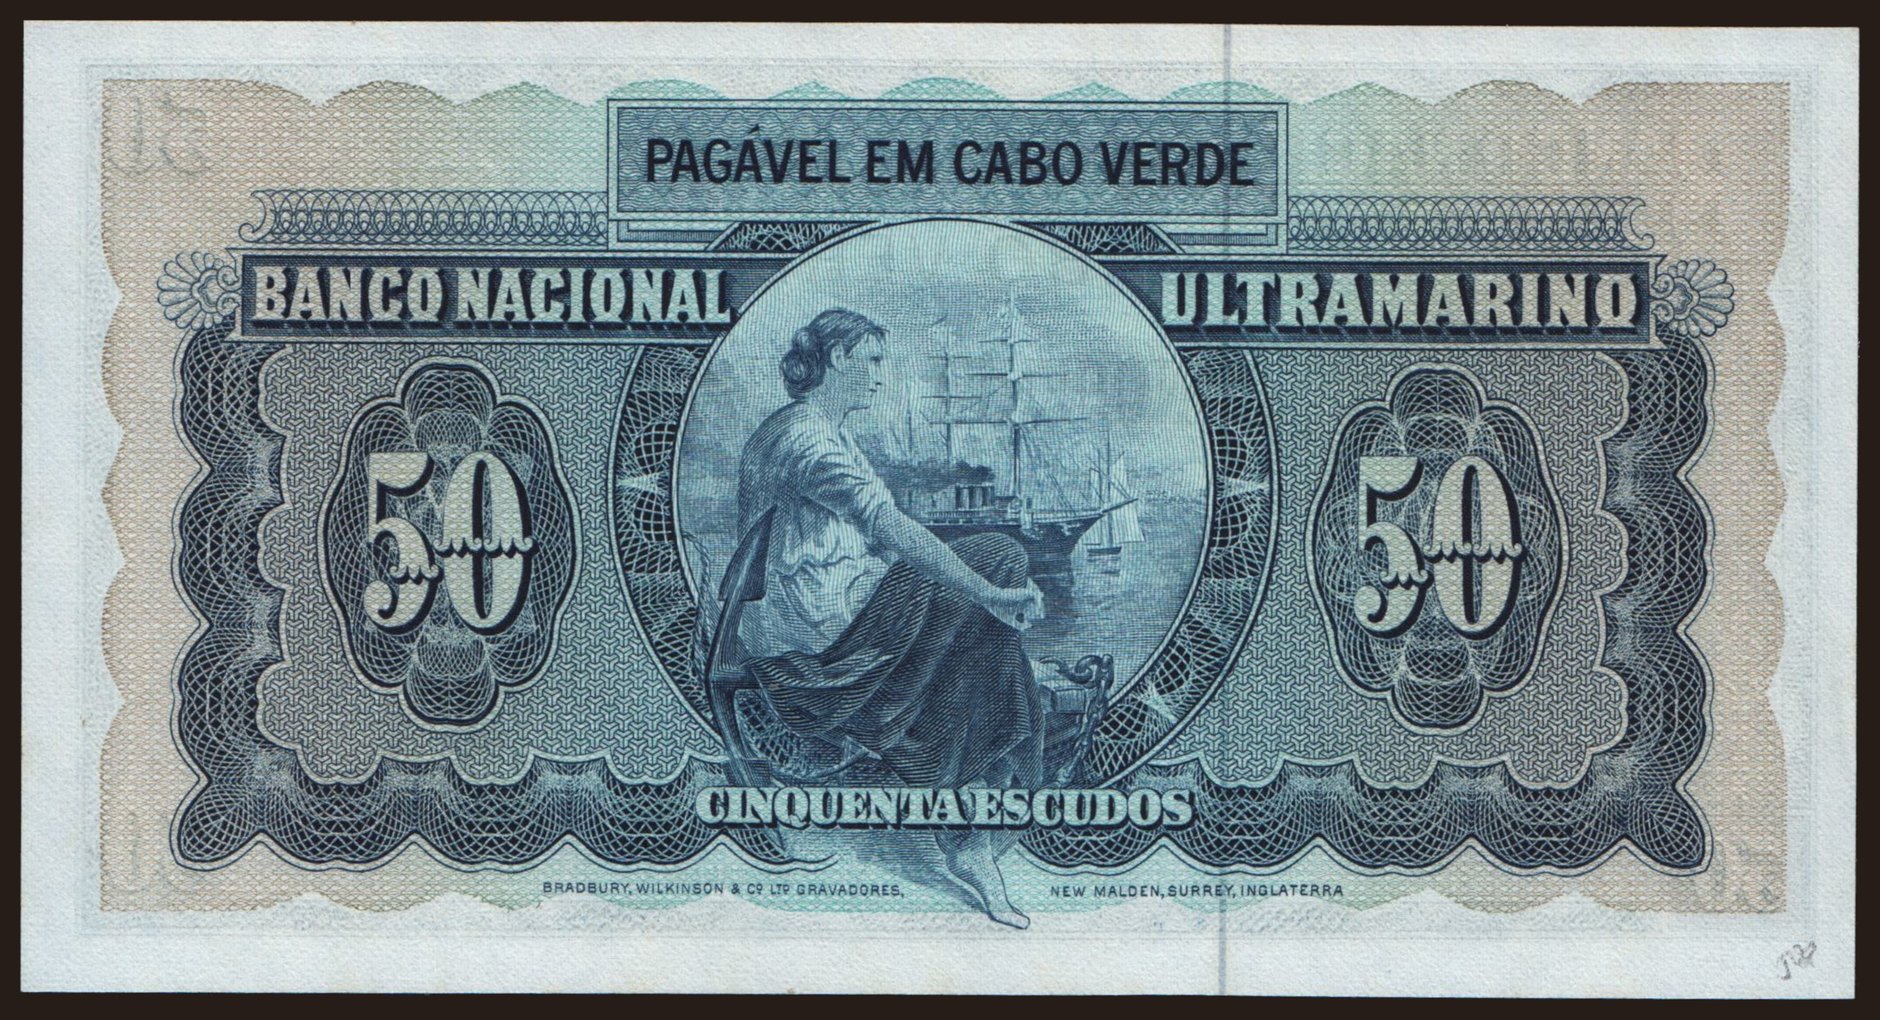 PAGÁVEL EM CABO VERDE
BANCO NACIONAL ULTRAMARINO
50 50
CINQUENTA ESCUDOS
BRADBURY, WILKINSON & Cº LTD GRAVADORES, NEW MALDEN, SURREY, INGLATERRA